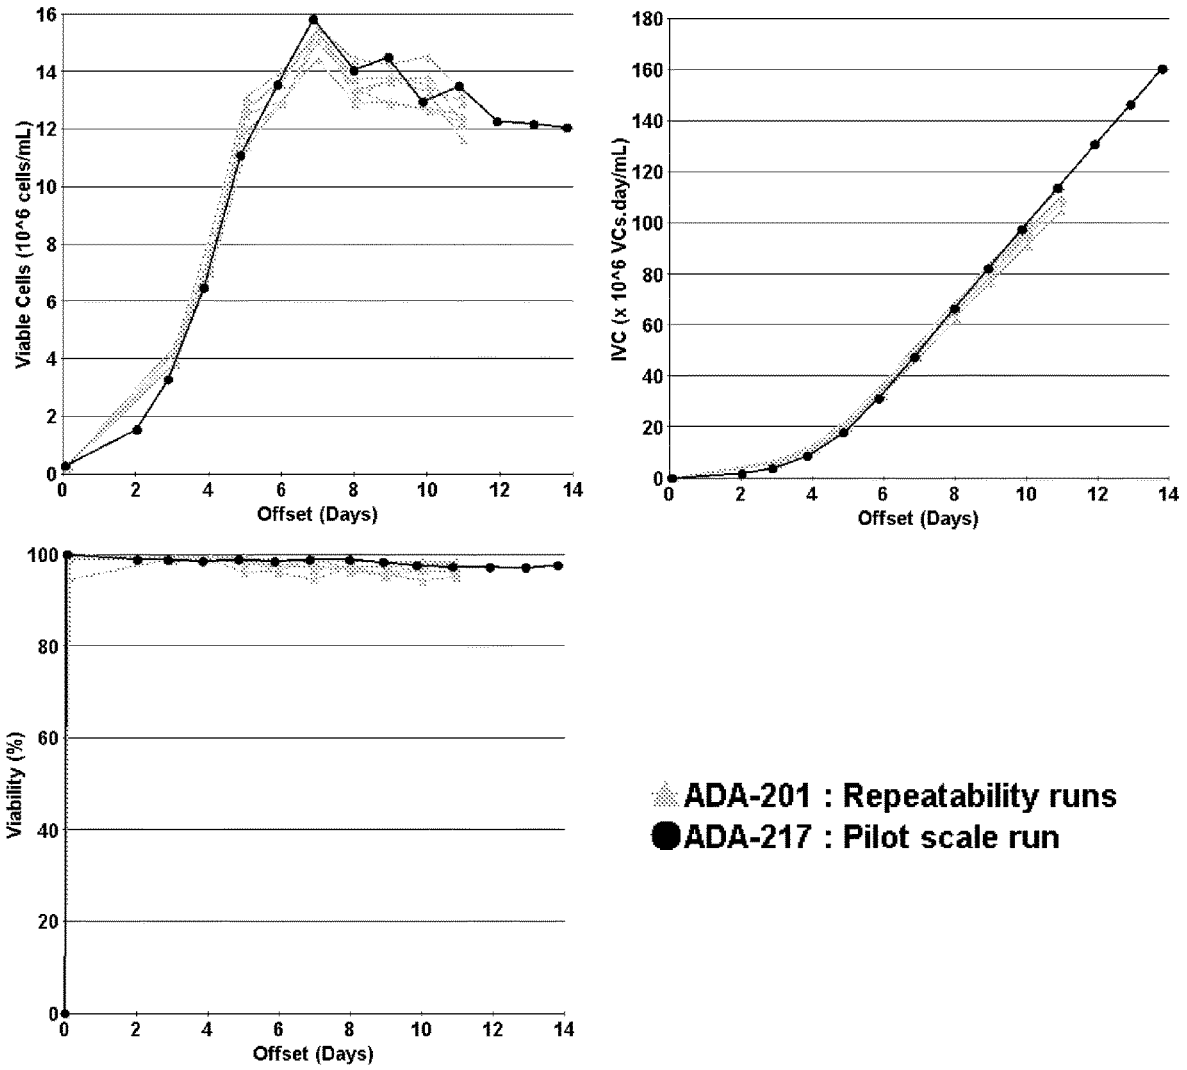 16
14
12
10
8
6
4
2
0
Viable Cells (10^6 cells/mL)
0 2 4 6 8 10 12 14
Offset (Days)
180
160
140
120
100
80
60
40
20
0
IVC (x 10^6 VCs.day/mL)
0 2 4 6 8 10 12 14
Offset (Days)
100
80
60
40
20
0
Viability (%)
0 2 4 6 8 10 12 14
Offset (Days)
ADA-201 : Repeatability runs
ADA-217 : Pilot scale run